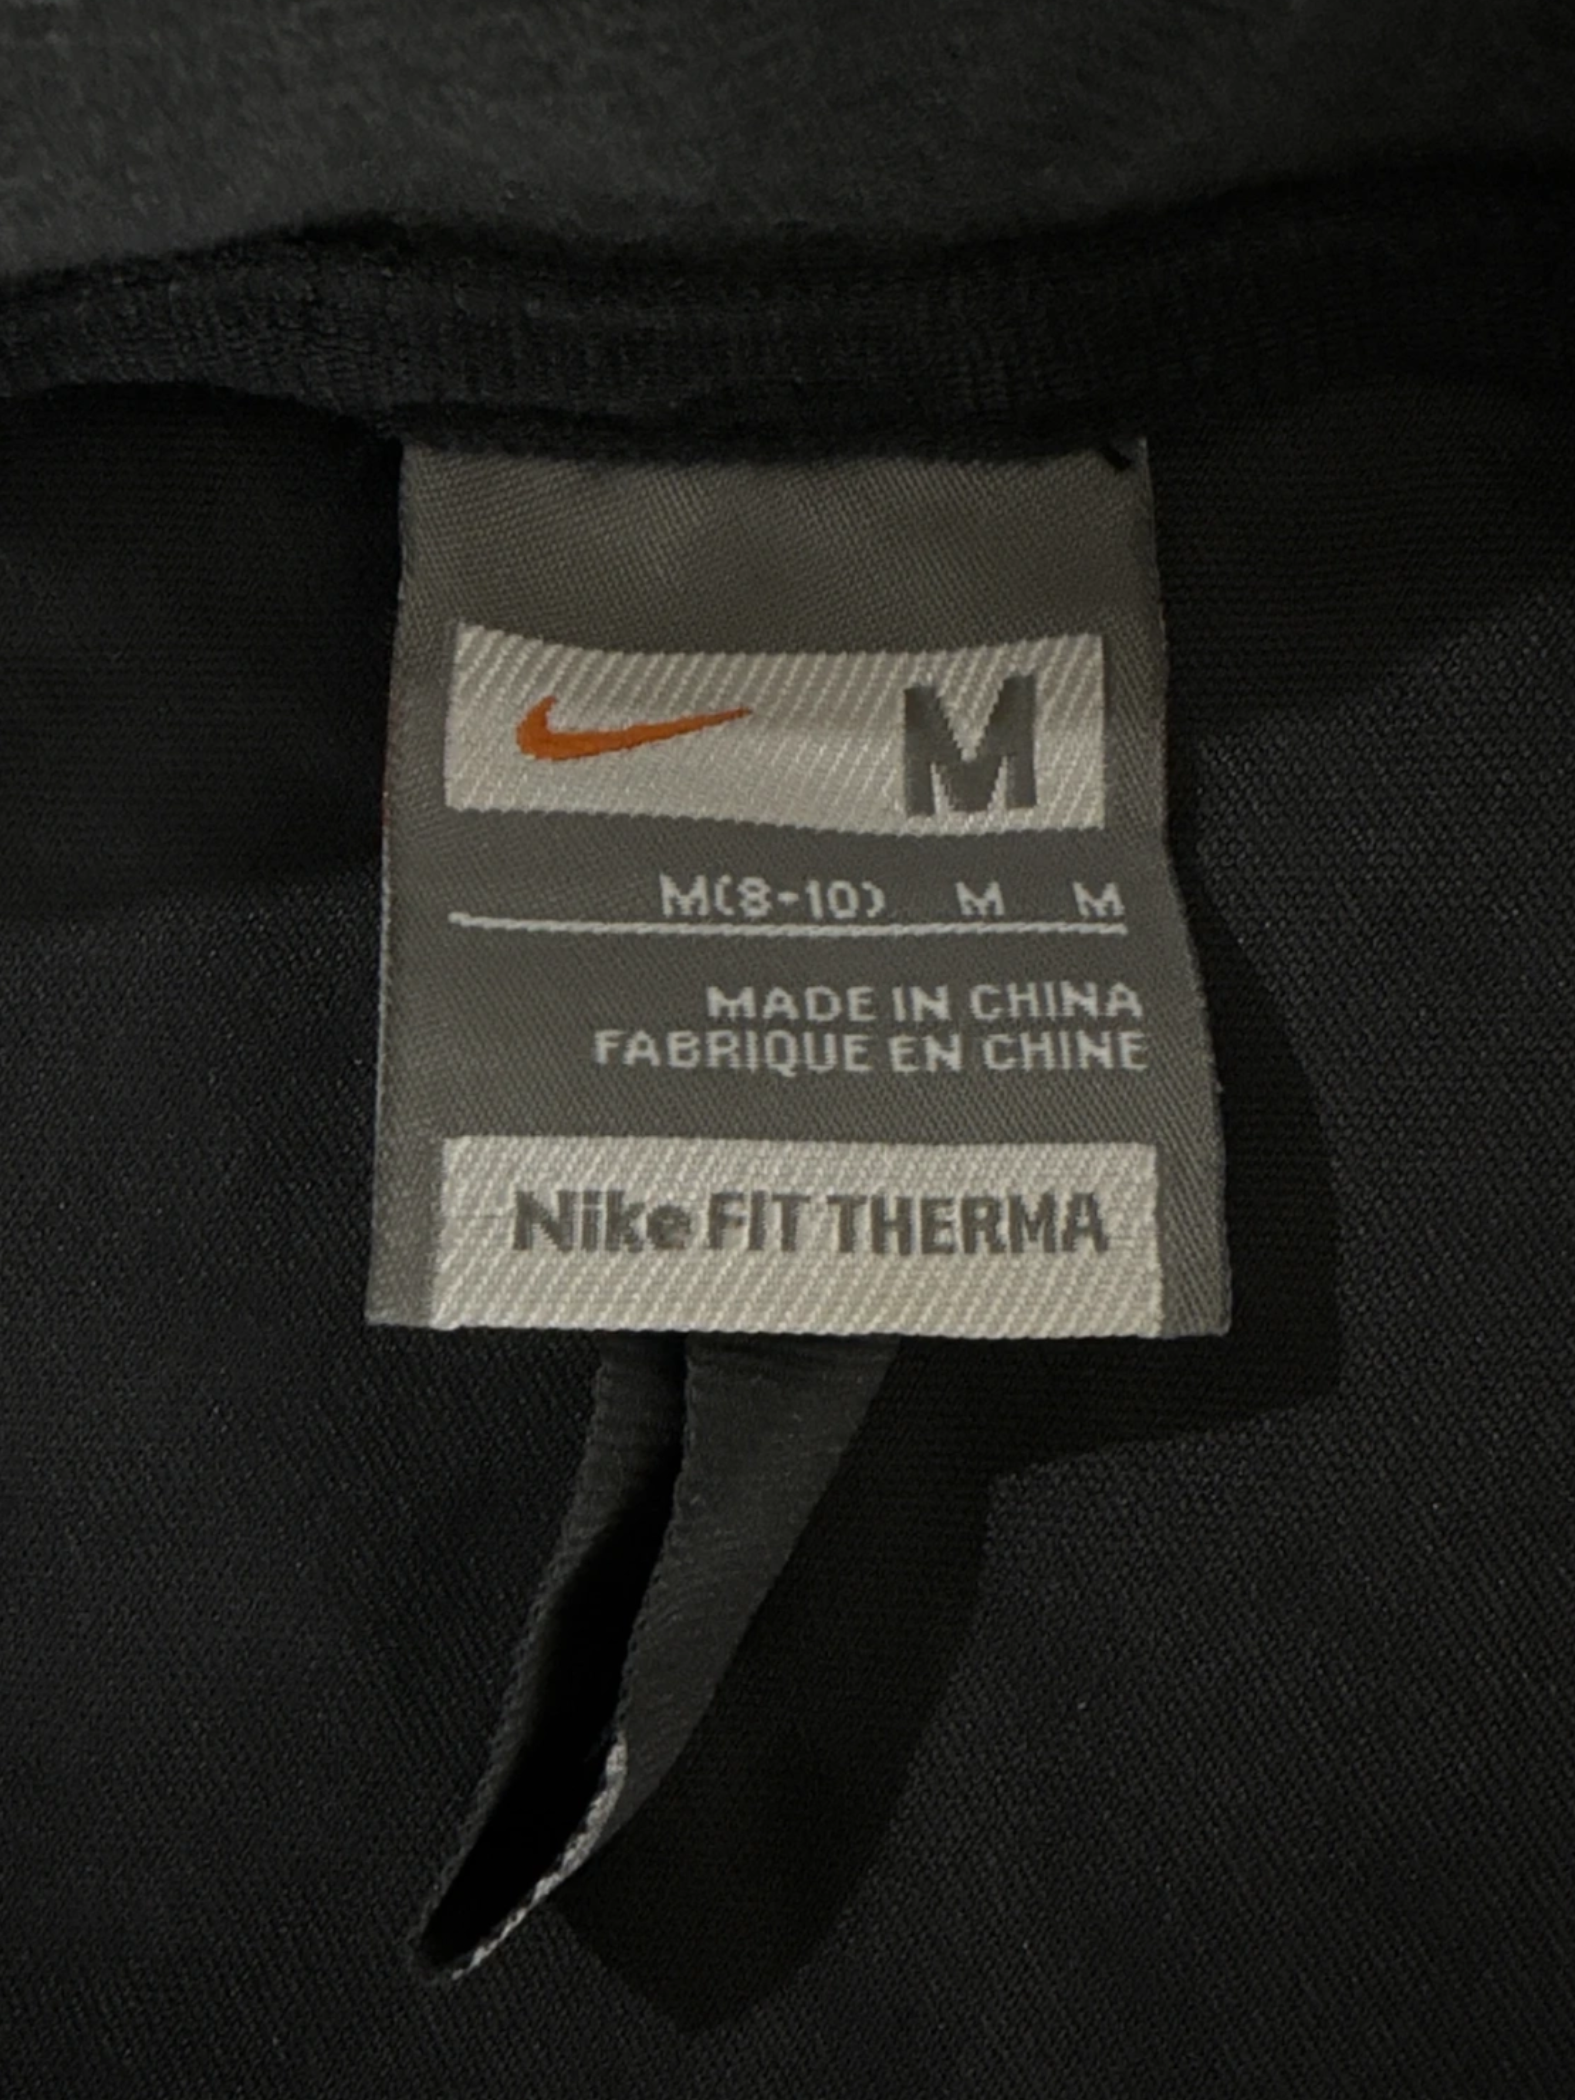 M
M(8-10) M M
MADE IN CHINA
FABRIQUE EN CHINE
Nike FIT THERMA